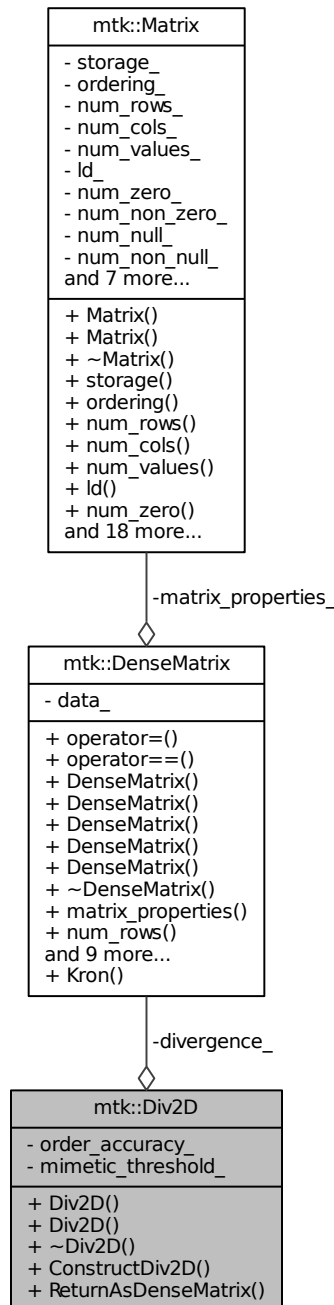 mtk::Matrix
- storage_
- ordering_
- num_rows_
- num_cols_
- num_values_
- ld_
- num_zero_
- num_non_zero_
- num_null_
- num_non_null_
and 7 more...
+ Matrix()
+ Matrix()
+ ~Matrix()
+ storage()
+ ordering()
+ num_rows()
+ num_cols()
+ num_values()
+ ld()
+ num_zero()
and 18 more...
-matrix_properties_
mtk::DenseMatrix
- data_
+ operator=()
+ operator==()
+ DenseMatrix()
+ DenseMatrix()
+ DenseMatrix()
+ DenseMatrix()
+ DenseMatrix()
+ ~DenseMatrix()
+ matrix_properties()
+ num_rows()
and 9 more...
+ Kron()
-divergence_
mtk::Div2D
- order_accuracy_
- mimetic_threshold_
+ Div2D()
+ Div2D()
+ ~Div2D()
+ ConstructDiv2D()
+ ReturnAsDenseMatrix()